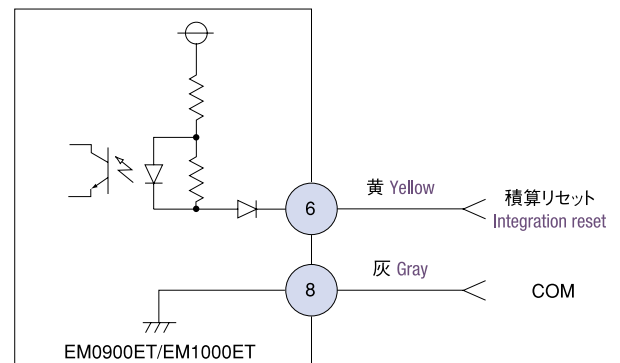 6
黄 Yellow
積算リセット
Integration reset
8
灰 Gray
COM
EM0900ET/EM1000ET